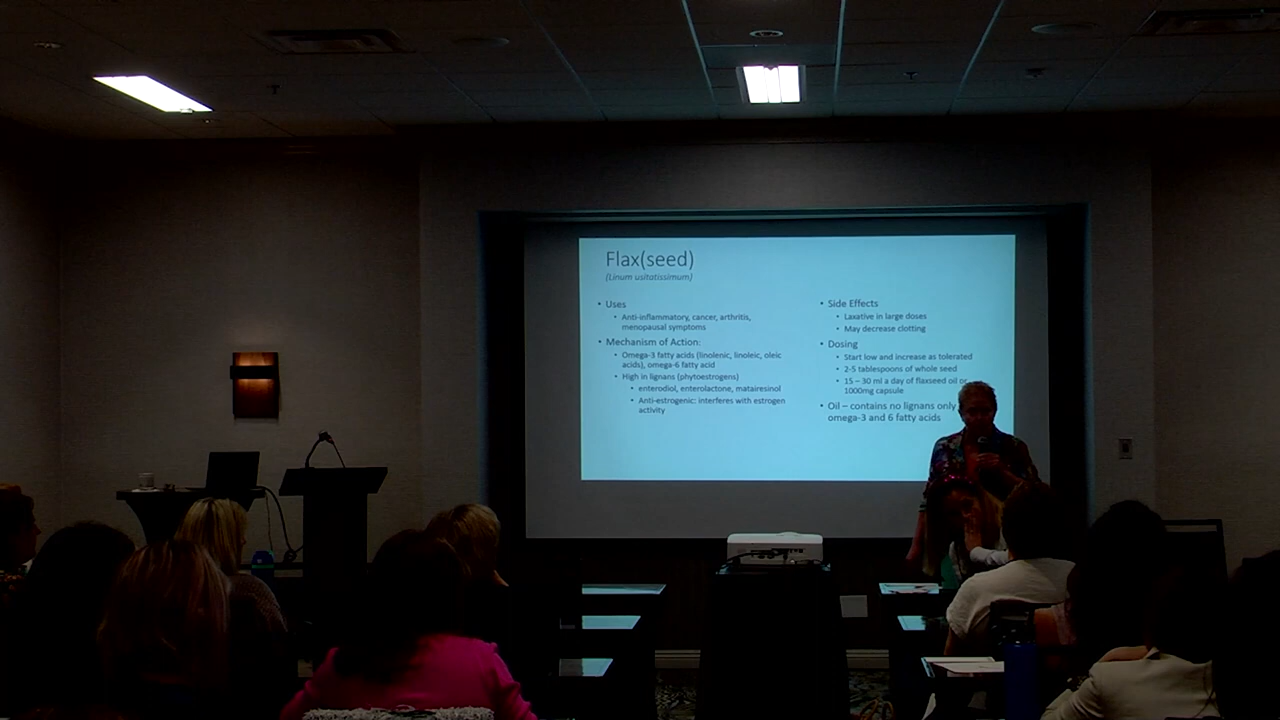 Flax(seed)
(Linum usitatissimum)
• Uses
• Anti-inflammatory, cancer, arthritis,
menopausal symptoms
• Mechanism of Action:
• Omega-3 fatty acids (linolenic, linoleic, oleic
acids), omega-6 fatty acid
• High in lignans (phytoestrogens)
• enterodiol, enterolactone, matairesinol
• Anti-estrogenic: interferes with estrogen
activity
• Side Effects
• Laxative in large doses
• May decrease clotting
• Dosing
• Start low and increase as tolerated
• 2-5 tablespoons of whole seed
• 15 – 30 ml a day of flaxseed oil or
1000mg capsule
• Oil – contains no lignans only
omega-3 and 6 fatty acids